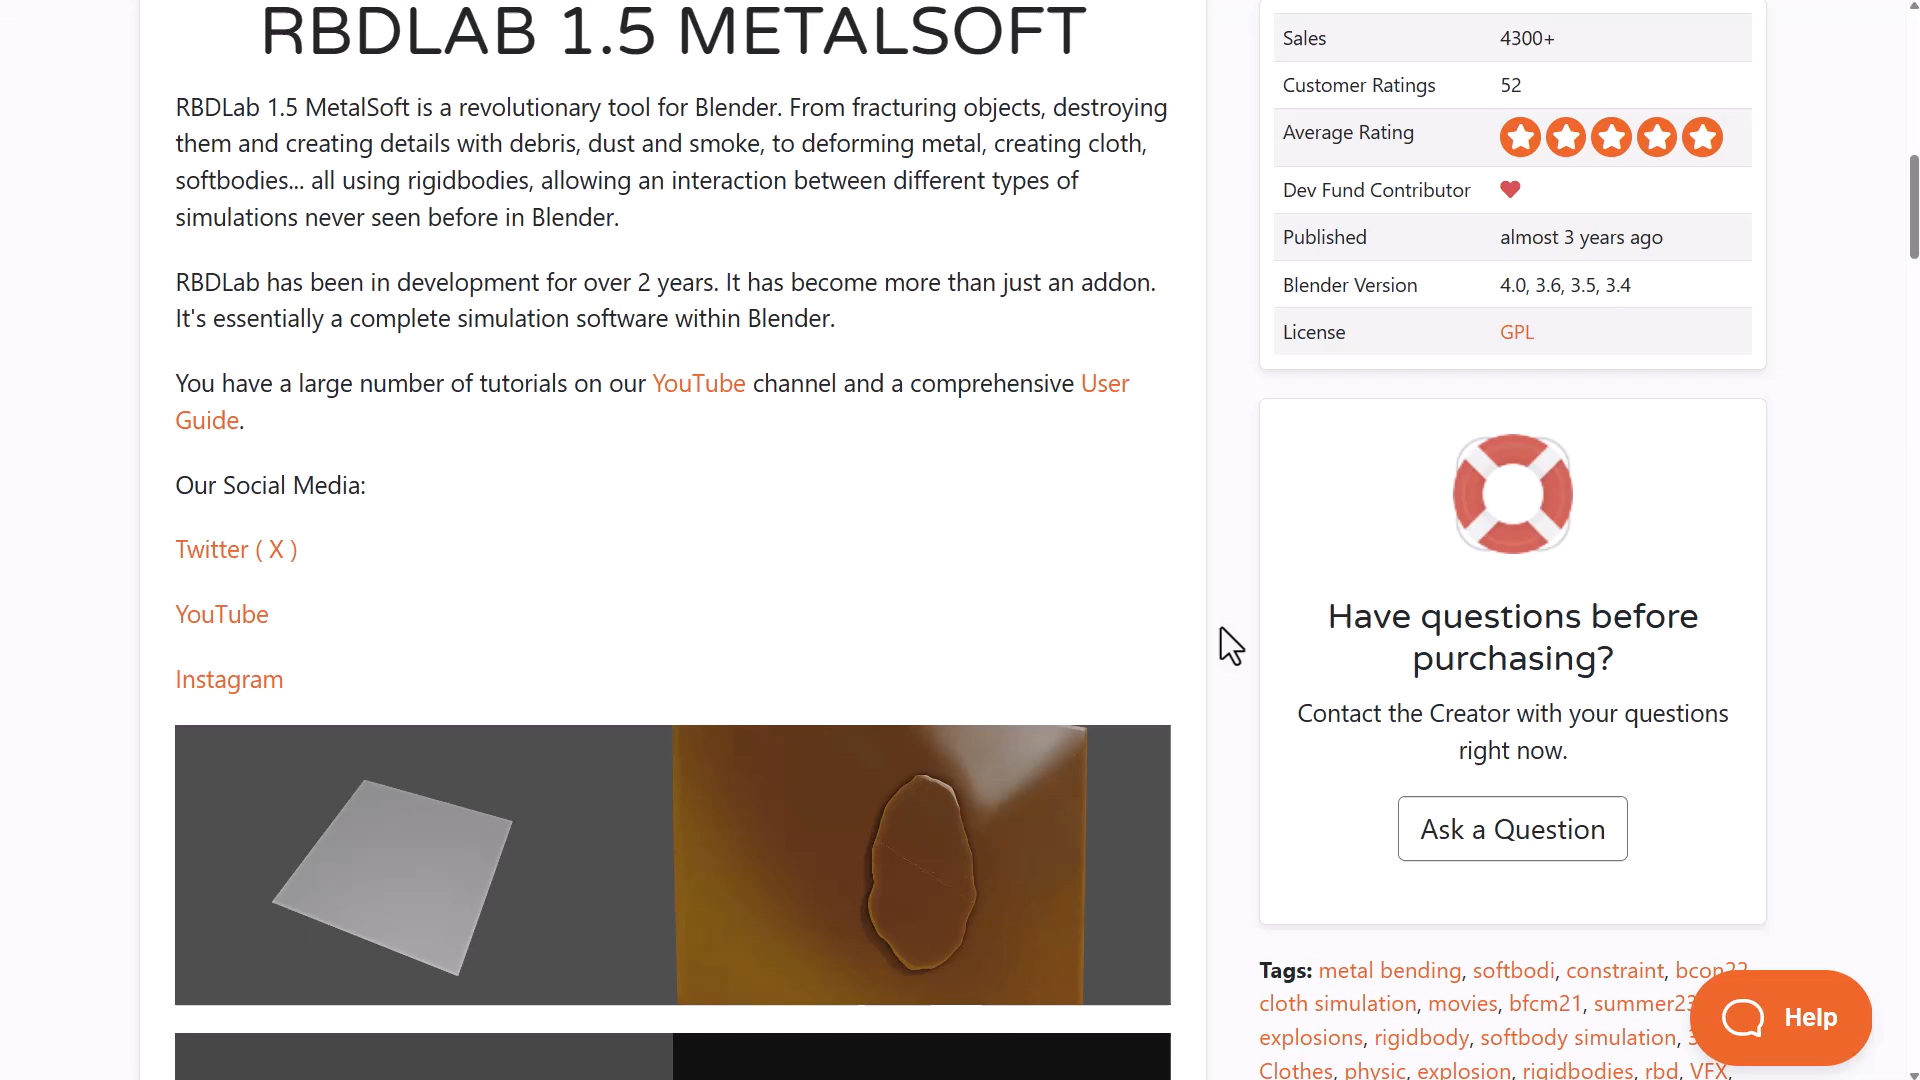 RBDLAB 1.5 METALSOFT
RBDLab 1.5 MetalSoft is a revolutionary tool for Blender. From fracturing objects, destroying
them and creating details with debris, dust and smoke, to deforming metal, creating cloth,
softbodies... all using rigidbodies, allowing an interaction between different types of
simulations never seen before in Blender.
RBDLab has been in development for over 2 years. It has become more than just an addon.
It's essentially a complete simulation software within Blender.
You have a large number of tutorials on our YouTube channel and a comprehensive User
Guide.
Our Social Media:
Twitter ( X )
YouTube
Instagram
Sales 4300+
Customer Ratings 52
Average Rating
Dev Fund Contributor
Published almost 3 years ago
Blender Version 4.0, 3.6, 3.5, 3.4
License GPL
Have questions before
purchasing?
Contact the Creator with your questions
right now.
Ask a Question
Tags: metal bending, softbodi, constraint, bcon22
cloth simulation, movies, bfcm21, summer23
explosions, rigidbody, softbody simulation,
Clothes, physic, explosion, rigidbodies, rbd, VFX,
Help